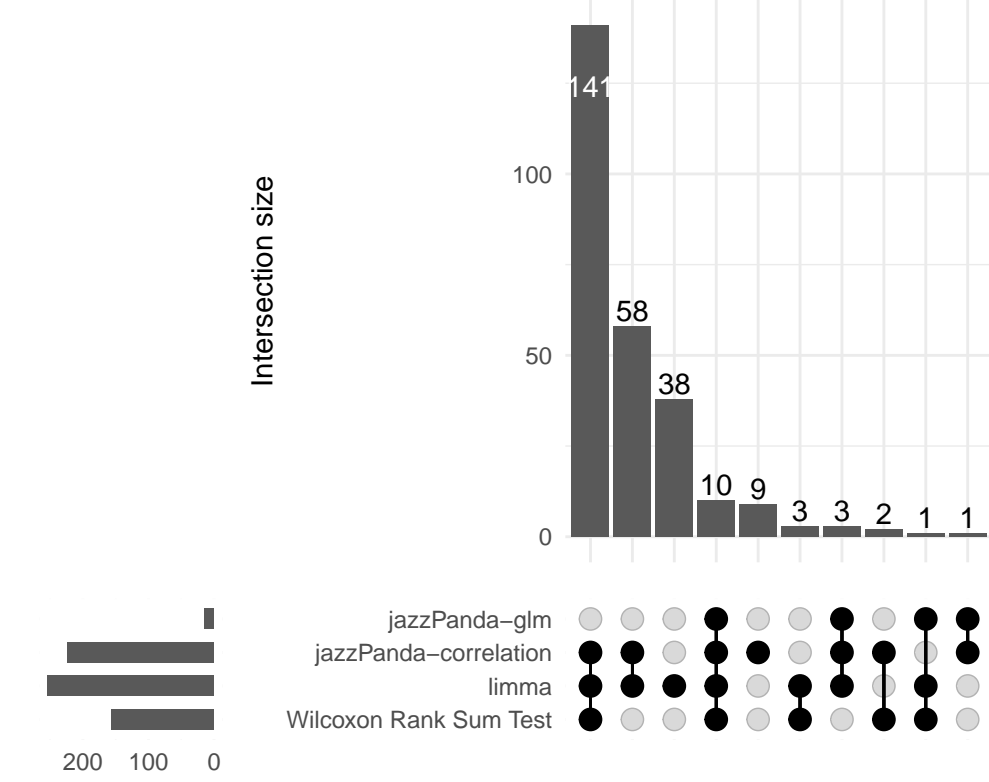 141
100
Intersection size
58
50
38
10
9
3
3
2
1
1
0
jazzPanda−glm
jazzPanda−correlation
limma
Wilcoxon Rank Sum Test
200 100 0